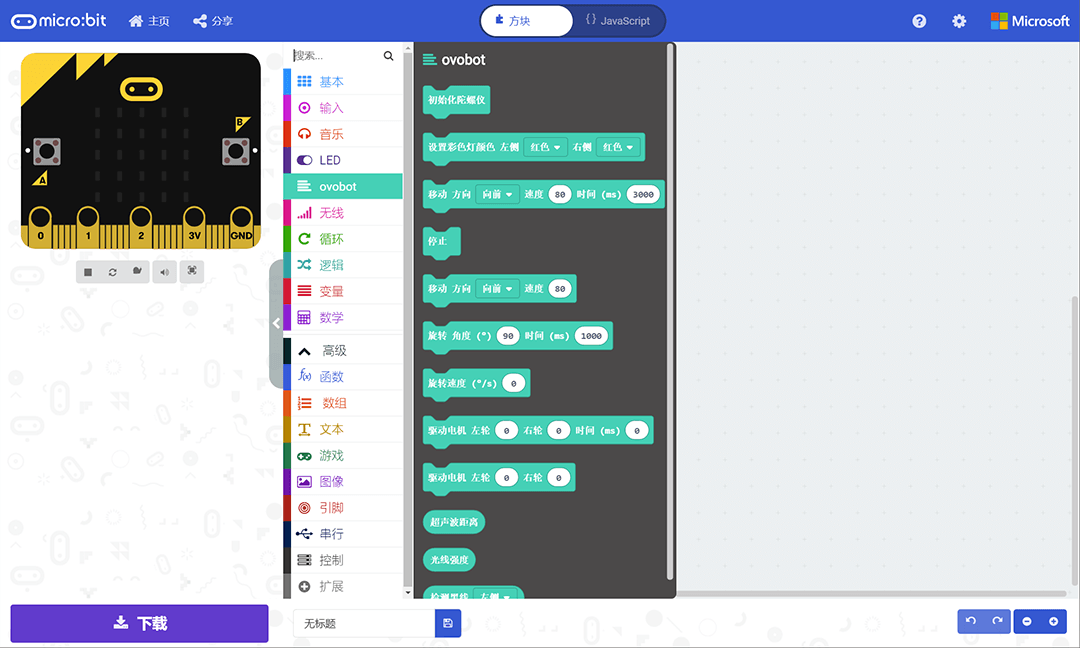 micro:bit 主页 分享 方块 {} JavaScript Microsoft
搜索...
基本
输入
音乐
LED
ovobot
无线
循环
逻辑
变量
数学
高级
函数
数组
文本
游戏
图像
引脚
串行
控制
扩展
A
B
0 1 2 3V GND
ovobot
初始化陀螺仪
设置彩色灯颜色 左侧 红色 右侧 红色
移动 方向 向前 速度 80 时间 (ms) 3000
停止
移动 方向 向前 速度 80
旋转 角度 (°) 90 时间 (ms) 1000
旋转速度 (°/s) 0
驱动电机 左轮 0 右轮 0 时间 (ms) 0
驱动电机 左轮 0 右轮 0
超声波距离
光线强度
检测黑线 左侧
下载
无标题